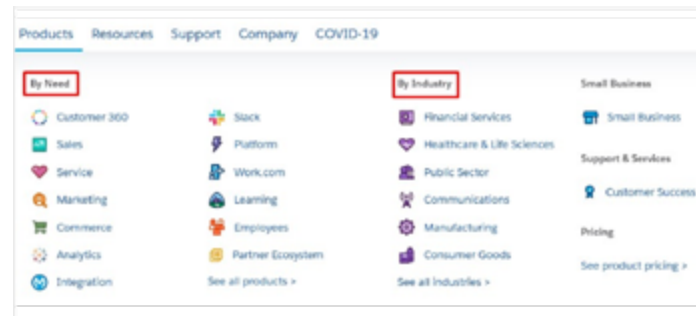 Products Resources Support Company COVID-19
By Need
Customer 360
Sales
Service
Marketing
Commerce
Analytics
Integration
Slack
Platform
Work.com
Learning
Employees
Partner Ecosystem
See all products >
By Industry
Financial Services
Healthcare & Life Sciences
Public Sector
Communications
Manufacturing
Consumer Goods
See all industries >
Small Business
Small Business
Support & Services
Customer Success
Pricing
See product pricing >